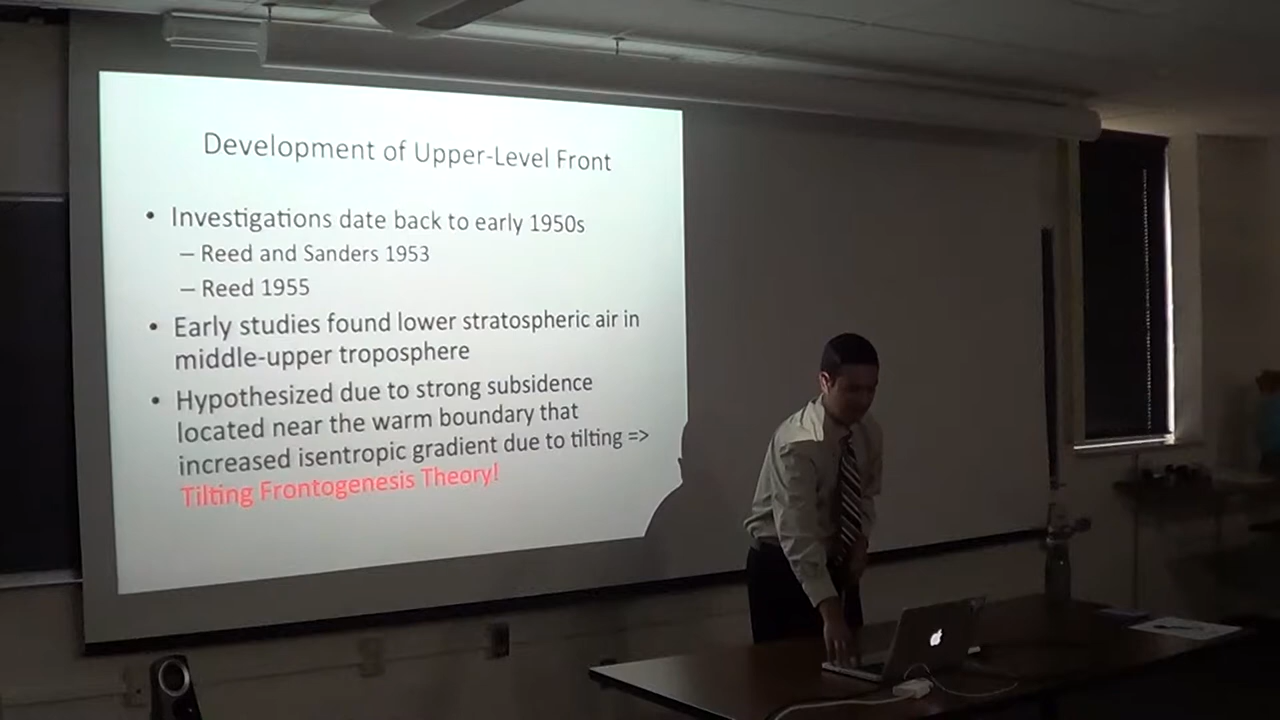 Development of Upper-Level Front
• Investigations date back to early 1950s
– Reed and Sanders 1953
– Reed 1955
• Early studies found lower stratospheric air in
middle-upper troposphere
• Hypothesized due to strong subsidence
located near the warm boundary that
increased isentropic gradient due to tilting =>
Tilting Frontogenesis Theory!